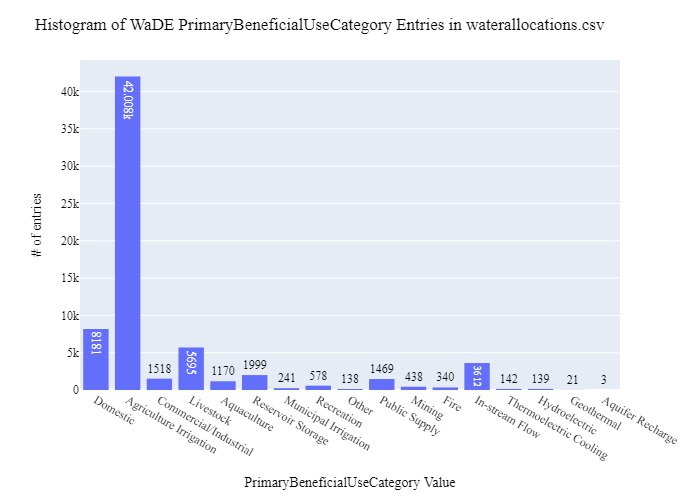 Histogram of WaDE PrimaryBeneficialUseCategory Entries in waterallocations.csv
# of entries
40k
35k
30k
25k
20k
15k
10k
5k
0
8181
42.008k
1518
5695
1170
1999
241
578
138
1469
438
340
3612
142
139
21
3
Domestic
Agriculture Irrigation
Commercial/Industrial
Livestock
Aquaculture
Reservoir Storage
Municipal Irrigation
Recreation
Other
Public Supply
Mining
Fire
In-stream Flow
Thermoelectric Cooling
Hydroelectric
Geothermal
Aquifer Recharge
PrimaryBeneficialUseCategory Value